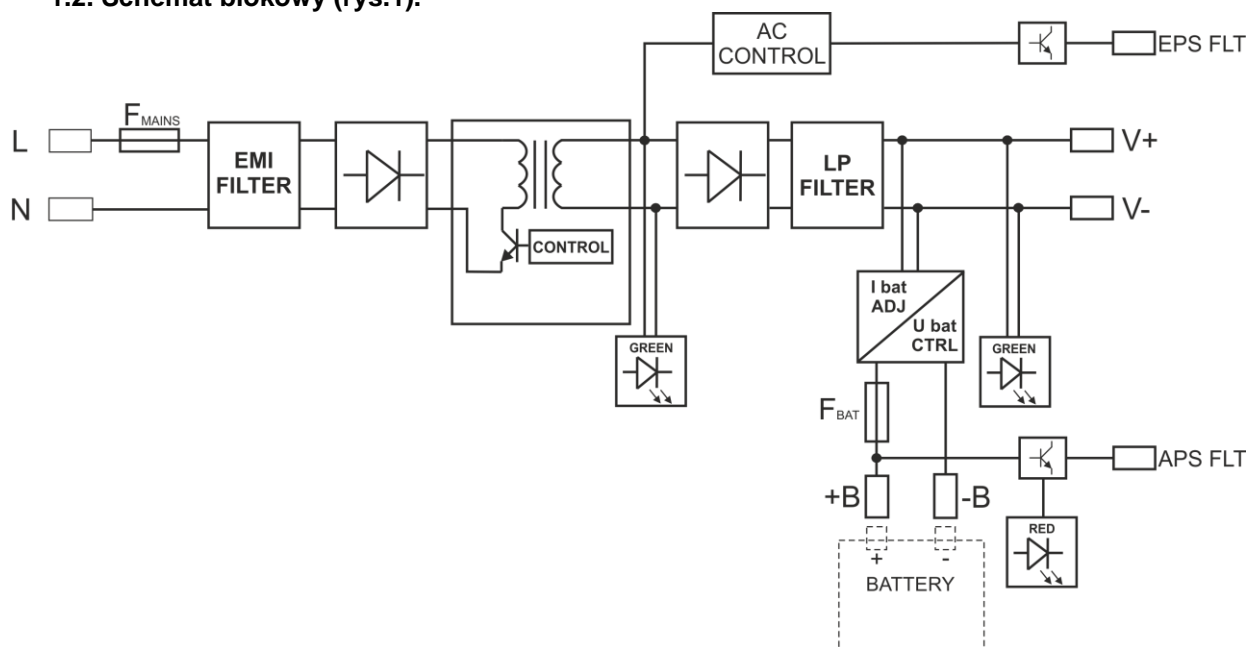 1.2. Schemat blokowy (rys.1).
AC
CONTROL
EPS FLT
F MAINS
L
EMI
FILTER
LP
FILTER
V+
N
V-
CONTROL
I bat
ADJ
U bat
CTRL
GREEN
GREEN
F BAT
APS FLT
+B
-B
RED
+
-
BATTERY